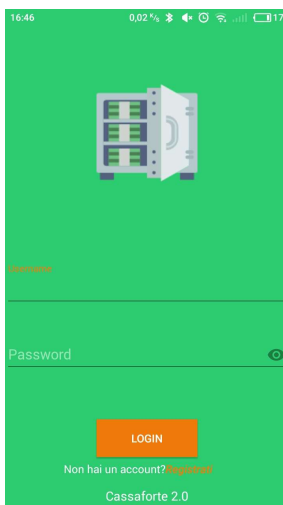 16:46 0,02 K/s 17
Username
Password
LOGIN
Non hai un account?Registrati
Cassaforte 2.0